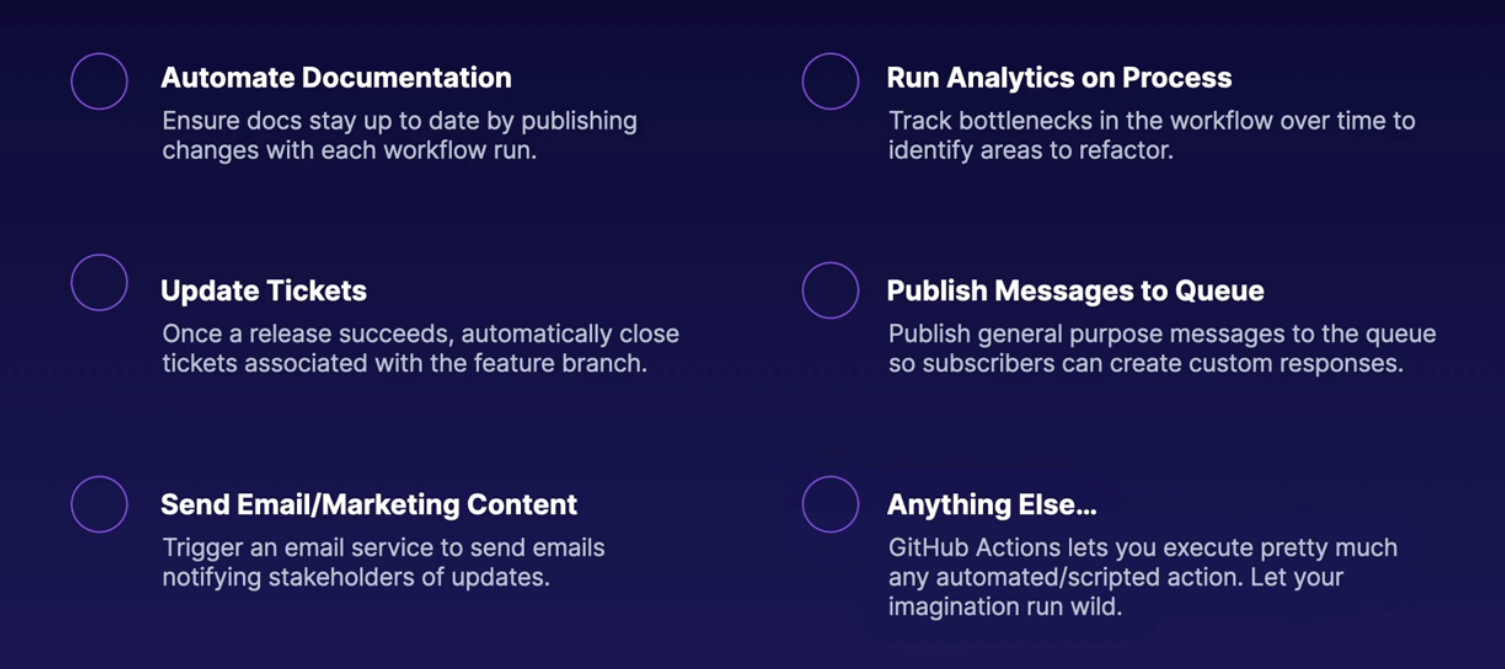 Automate Documentation
Ensure docs stay up to date by publishing
changes with each workflow run.
Run Analytics on Process
Track bottlenecks in the workflow over time to
identify areas to refactor.
Update Tickets
Once a release succeeds, automatically close
tickets associated with the feature branch.
Publish Messages to Queue
Publish general purpose messages to the queue
so subscribers can create custom responses.
Send Email/Marketing Content
Trigger an email service to send emails
notifying stakeholders of updates.
Anything Else...
GitHub Actions lets you execute pretty much
any automated/scripted action. Let your
imagination run wild.